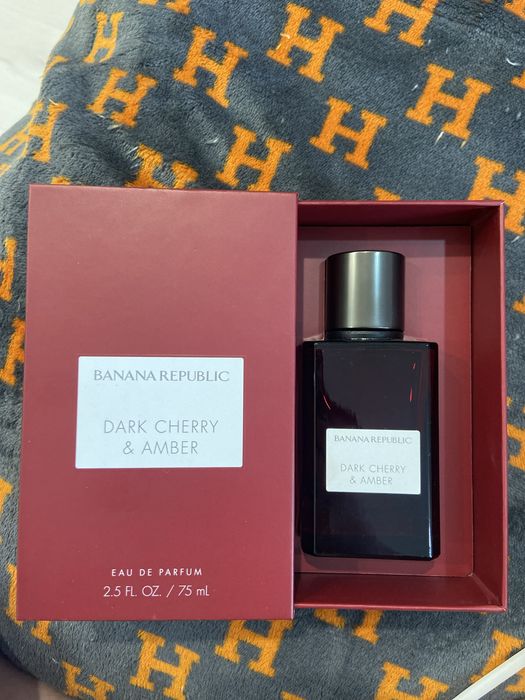 BANANA REPUBLIC
DARK CHERRY
& AMBER
EAU DE PARFUM
2.5 FL. OZ. / 75 mL
BANANA REPUBLIC
DARK CHERRY
& AMBER